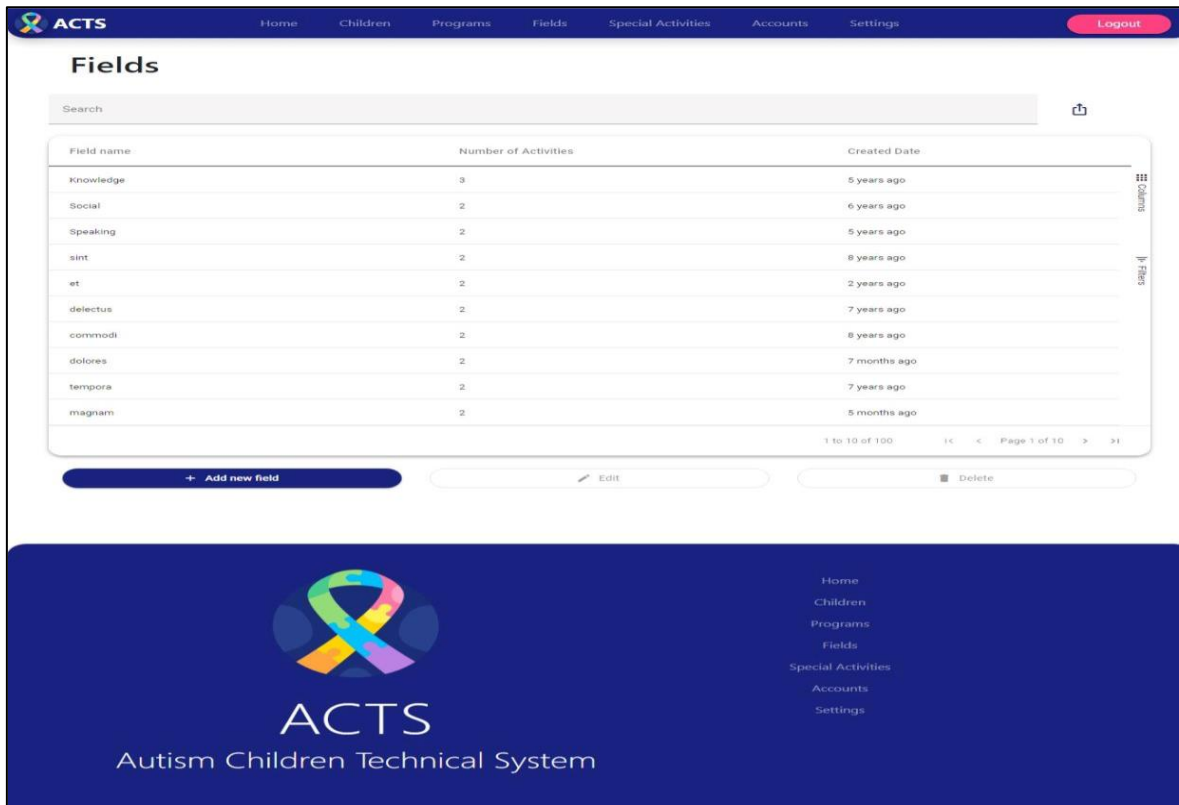 ACTS Home Children Programs Fields Special Activities Accounts Settings Logout
Fields
Search
Field name Number of Activities Created Date
Knowledge 3 5 years ago
Social 2 6 years ago
Speaking 2 5 years ago
sint 2 8 years ago
et 2 2 years ago
delectus 2 7 years ago
commodi 2 8 years ago
dolores 2 7 months ago
tempora 2 7 years ago
magnam 2 5 months ago
Columns
Filters
1 to 10 of 100 Page 1 of 10
+ Add new field Edit Delete
Home
Children
Programs
Fields
Special Activities
Accounts
Settings
ACTS
Autism Children Technical System